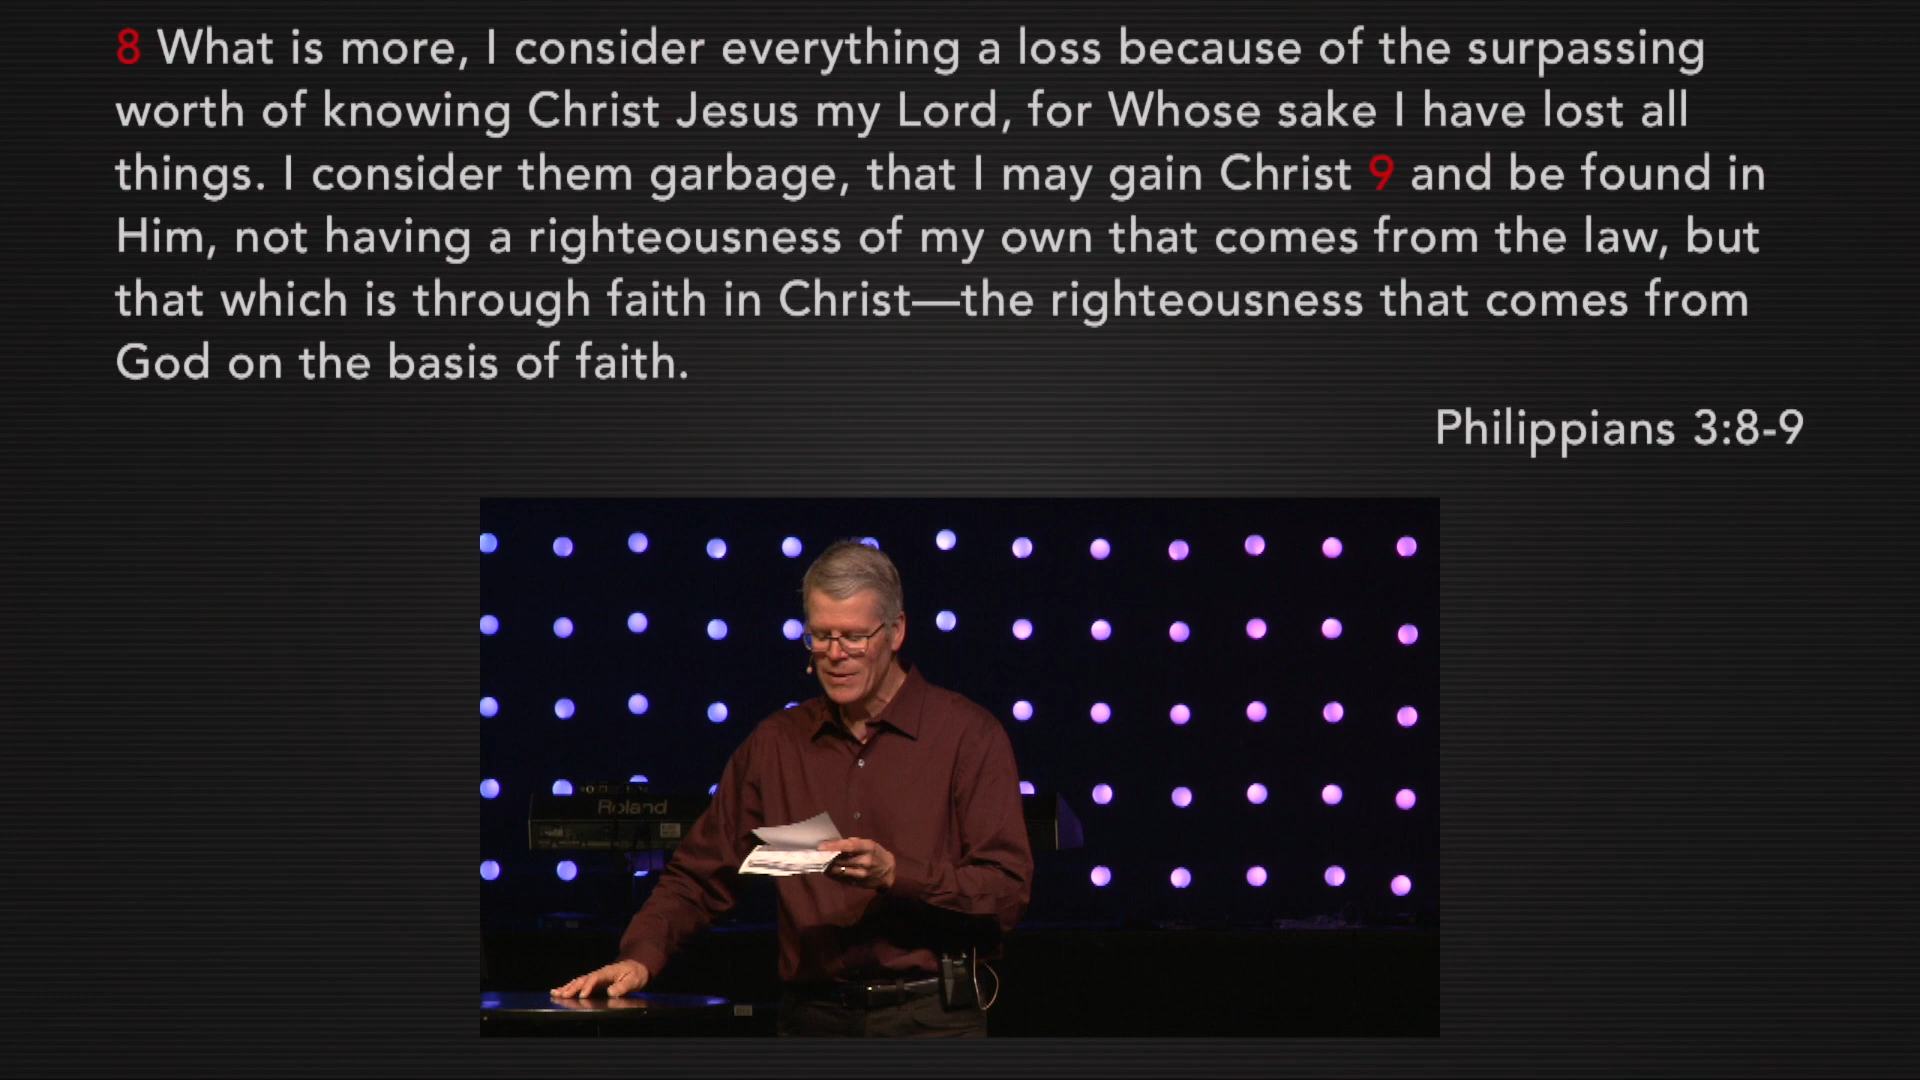 8 What is more, I consider everything a loss because of the surpassing
worth of knowing Christ Jesus my Lord, for Whose sake I have lost all
things. I consider them garbage, that I may gain Christ 9 and be found in
Him, not having a righteousness of my own that comes from the law, but
that which is through faith in Christ—the righteousness that comes from
God on the basis of faith.
Philippians 3:8-9
Roland